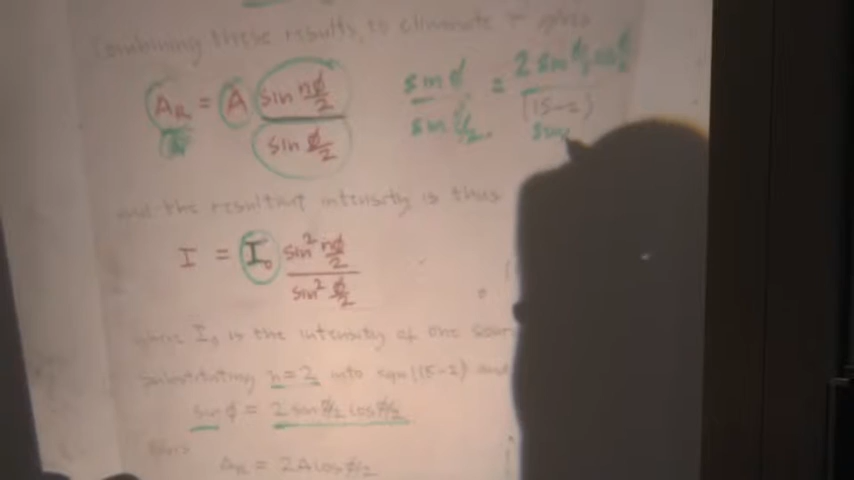 Combining these results, to eliminate r gives
A_R = A sin nϕ/2 / sin ϕ/2
sin ϕ / sin ϕ/2 = 2 sin ϕ/2 cos ϕ/2
(15-2)
sin
and the resultant intensity is thus
I = I₀ sin² nϕ/2 / sin² ϕ/2
where I₀ is the intensity of one sour
Substituting n=2 into eqn (15-2) and
sin ϕ = 2 sin ϕ/2 cos ϕ/2
A_R = 2A cos ϕ/2